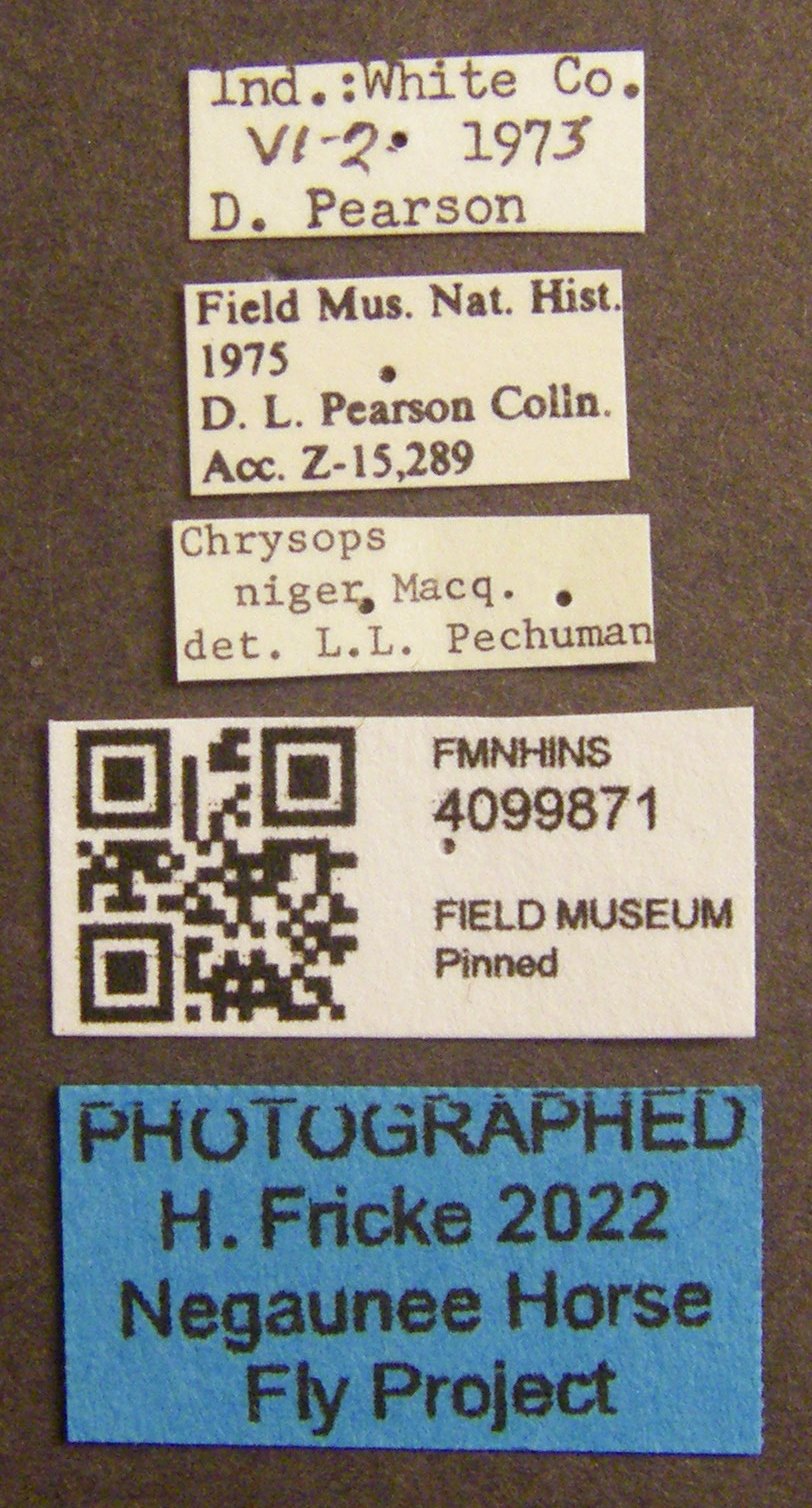 Ind.:White Co.
VI-2 1973
D. Pearson
Field Mus. Nat. Hist.
1975
D. L. Pearson Colln.
Acc. Z-15,289
Chrysops
niger Macq.
det. L.L. Pechuman
FMNHINS
4099871
FIELD MUSEUM
Pinned
PHOTOGRAPHED
H. Fricke 2022
Negaunee Horse
Fly Project